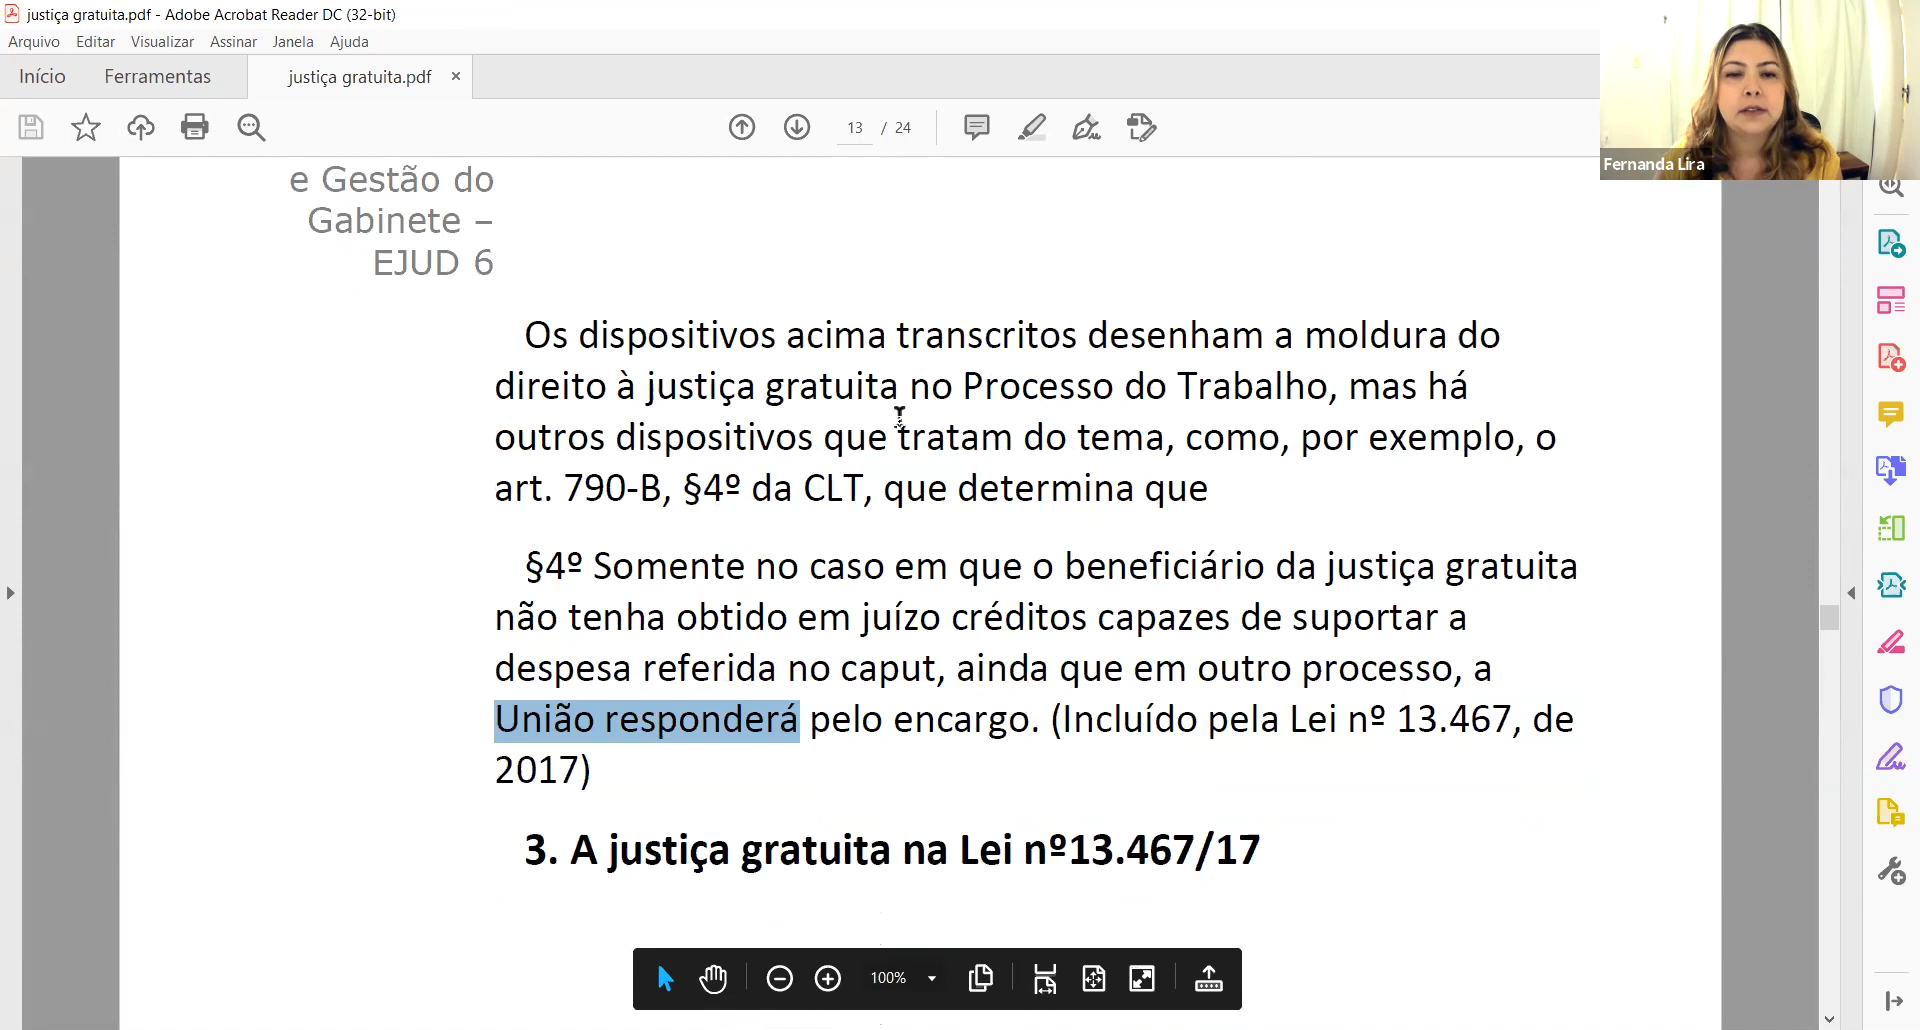 justiça gratuita.pdf - Adobe Acrobat Reader DC (32-bit)
Arquivo Editar Visualizar Assinar Janela Ajuda
Início Ferramentas justiça gratuita.pdf ×
13 / 24
Fernanda Lira
e Gestão do
Gabinete –
EJUD 6
Os dispositivos acima transcritos desenham a moldura do
direito à justiça gratuita no Processo do Trabalho, mas há
outros dispositivos que tratam do tema, como, por exemplo, o
art. 790-B, §4º da CLT, que determina que
§4º Somente no caso em que o beneficiário da justiça gratuita
não tenha obtido em juízo créditos capazes de suportar a
despesa referida no caput, ainda que em outro processo, a
União responderá pelo encargo. (Incluído pela Lei nº 13.467, de
2017)
3. A justiça gratuita na Lei nº13.467/17
100%